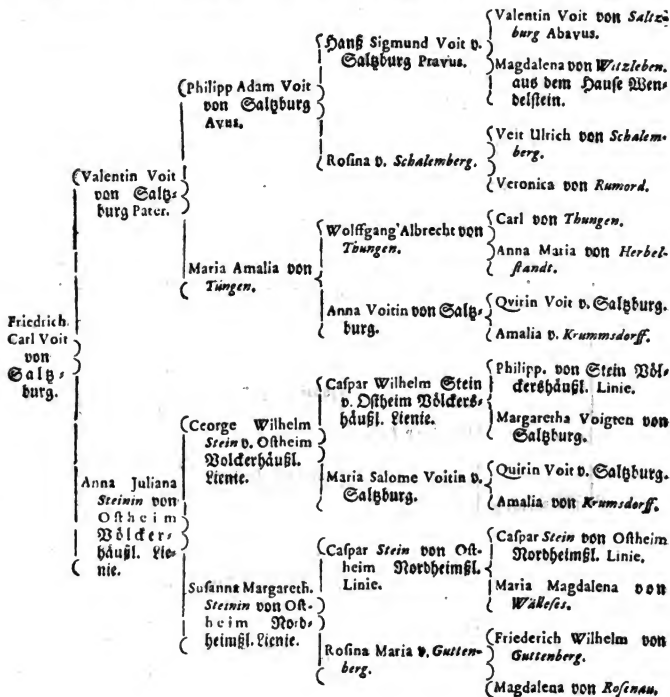 Friedrich
Carl Voit
von
Saltz⸗
burg.
Valentin Voit
von Saltz⸗
burg Pater.
Anna Juliana
Steinin von
Ostheim
Völckers⸗
häußl. Lie⸗
nie.
Philipp Adam Voit
von Saltzburg
Avus.
Maria Amalia von
Tüngen.
George Wilhelm
Stein v. Ostheim
Volckerhäußl.
Lienie.
Susanna Margareth.
Steinin von Ost⸗
heim Nord⸗
heimßl. Lienie.
Hanß Sigmund Voit v.
Saltzburg Pravus.
Rosina v. Schalemberg.
Wolffgang Albrecht von
Thungen.
Anna Voitin von Saltz⸗
burg.
Caspar Wilhelm Stein
v. Ostheim Völckers⸗
häußl. Lienie.
Maria Salome Voitin v.
Saltzburg.
Caspar Stein von Ost⸗
heim Nordheimßl.
Linie.
Rosina Maria v. Gutten⸗
berg.
Valentin Voit von Saltz⸗
burg Abavus.
Magdalena von Witzleben.
aus dem Hause Wen⸗
delstein.
Veit Ulrich von Schalem⸗
berg.
Veronica von Rumord.
Carl von Thungen.
Anna Maria von Herbel⸗
standt.
Qvirin Voit v. Saltzburg.
Amalia v. Krummsdorff.
Philipp. von Stein Völ⸗
ckershäußl. Linie.
Margaretha Voigten von
Saltzburg.
Quirin Voit v. Saltzburg.
Amalia von Krumsdorff.
Caspar Stein von Ostheim
Nordheimßl. Linie.
Maria Magdalena von
Friederich Wilhelm von
Guttenberg.
Magdalena von Rosenau.